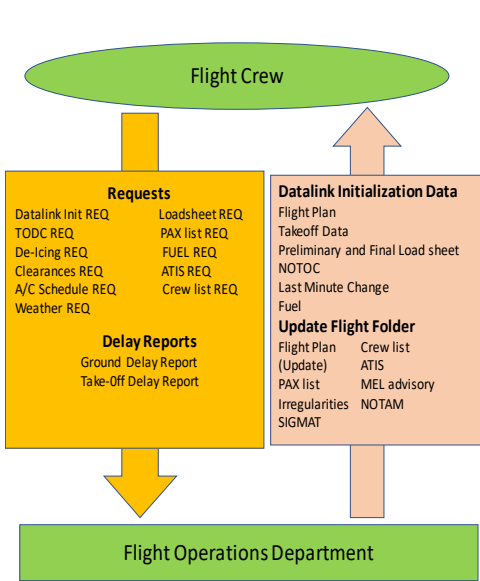 Flight Crew
Requests
Datalink Init REQ
TODC REQ
De-Icing REQ
Clearances REQ
A/C Schedule REQ
Weather REQ
Loadsheet REQ
PAX list REQ
FUEL REQ
ATIS REQ
Crew list REQ
Delay Reports
Ground Delay Report
Take-Off Delay Report
Datalink Initialization Data
Flight Plan
Takeoff Data
Preliminary and Final Load sheet
NOTOC
Last Minute Change
Fuel
Update Flight Folder
Flight Plan
(Update)
PAX list
Irregularities
SIGMAT
Crew list
ATIS
MEL advisory
NOTAM
Flight Operations Department